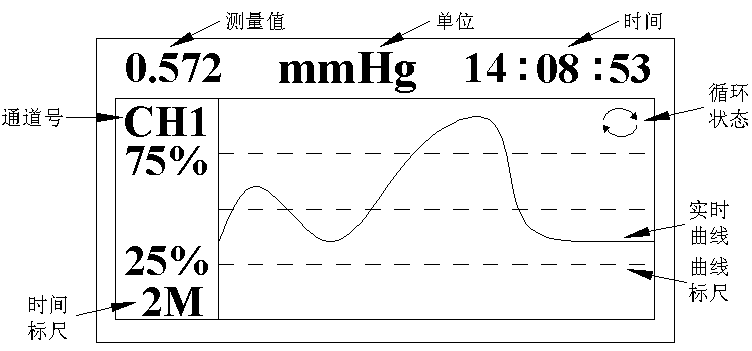 测量值
单位
时间
0.572 mmHg 14:08:53
通道号
CH1
循环
状态
75%
实时
曲线
25%
曲线
标尺
时间
标尺
2M